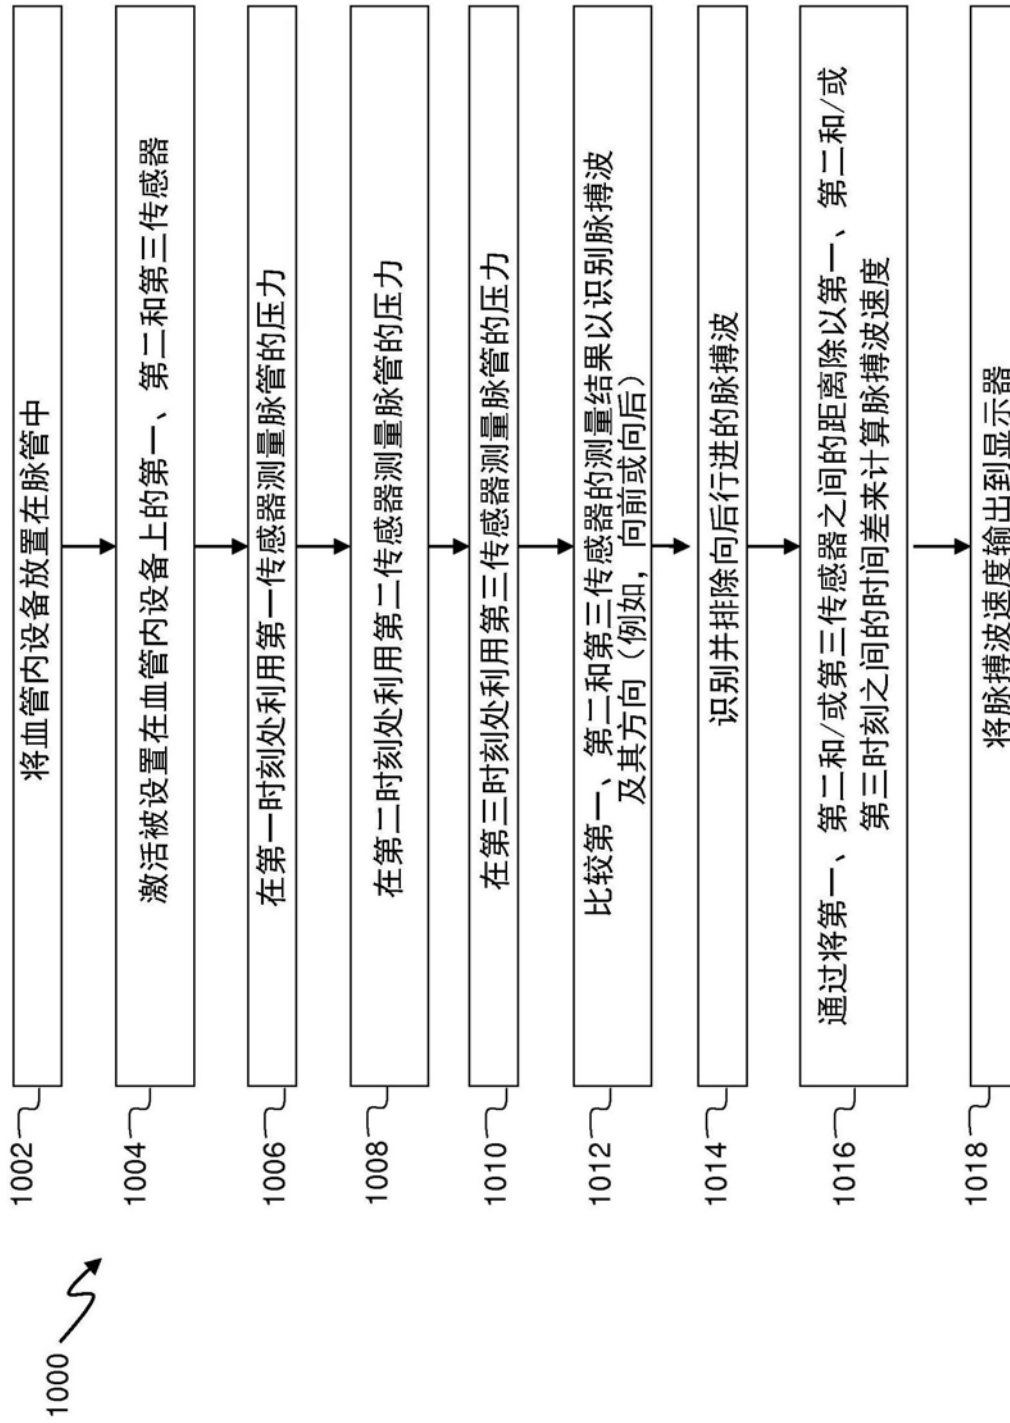 1000
1002
将血管内设备放置在脉管中
1004
激活被设置在血管内设备上的第一、第二和第三传感器
1006
在第一时刻处利用第一传感器测量脉管的压力
1008
在第二时刻处利用第二传感器测量脉管的压力
1010
在第三时刻处利用第三传感器测量脉管的压力
1012
比较第一、第二和第三传感器的测量结果以识别脉搏波
及其方向（例如，向前或向后）
1014
识别并排除向后行进的脉搏波
1016
通过将第一、第二和/或第三传感器之间的距离除以第一、第二和/或
第三时刻之间的时间差来计算脉搏波速度
1018
将脉搏波速度输出到显示器